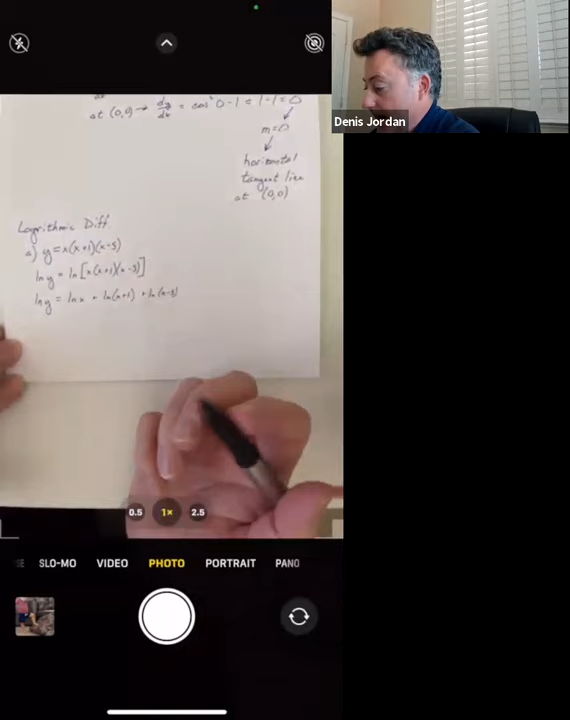 Denis Jordan
at (0,0) → dy/dx = cos² 0 - 1 = 1 - 1 = 0
m=0
horizontal
tangent line
at (0,0)
Logrithmic Diff
a) y = x(x+1)(x-5)
ln y = ln[x(x+1)(x-5)]
ln y = ln x + ln(x+1) + ln(x-5)
0.5 1× 2.5
SLO-MO VIDEO PHOTO PORTRAIT PANO